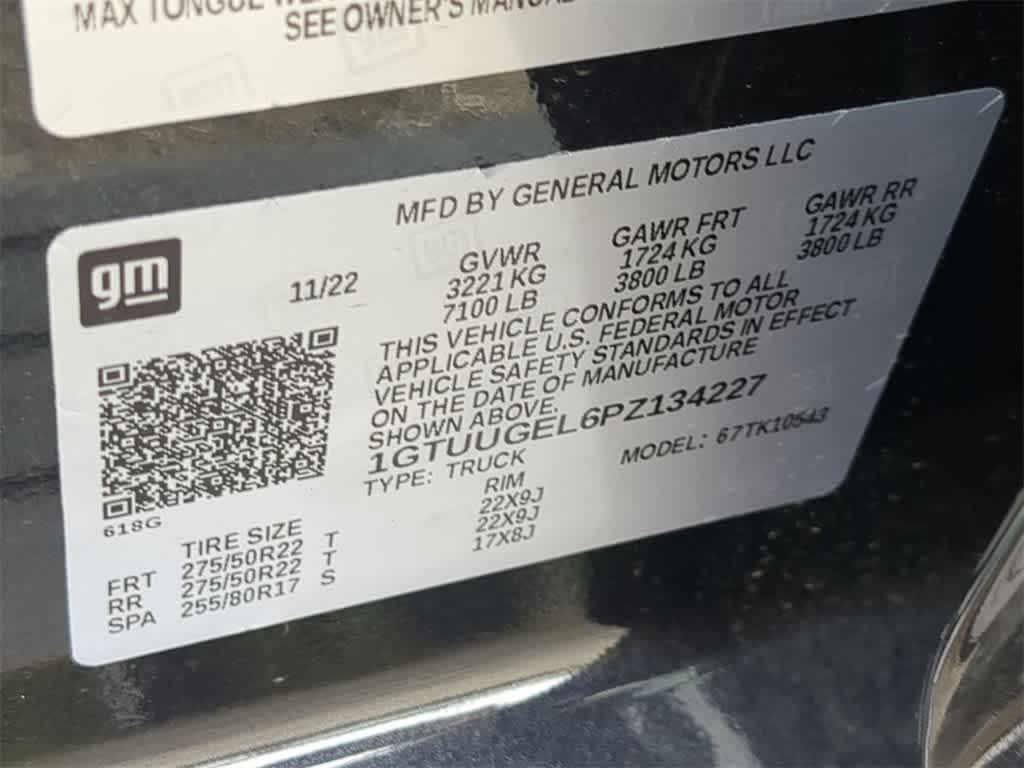 MAX TONGUE
SEE OWNER'S MANUAL
MFD BY GENERAL MOTORS LLC
gm
11/22
GVWR
3221 KG
7100 LB
GAWR FRT
1724 KG
3800 LB
GAWR RR
1724 KG
3800 LB
THIS VEHICLE CONFORMS TO ALL
APPLICABLE U.S. FEDERAL MOTOR
VEHICLE SAFETY STANDARDS IN EFFECT
ON THE DATE OF MANUFACTURE
SHOWN ABOVE.
1GTUUGEL6PZ134227
TYPE: TRUCK
MODEL: 67TK10543
618G
TIRE SIZE RIM
FRT 275/50R22 T 22X9J
RR 275/50R22 T 22X9J
SPA 255/80R17 S 17X8J